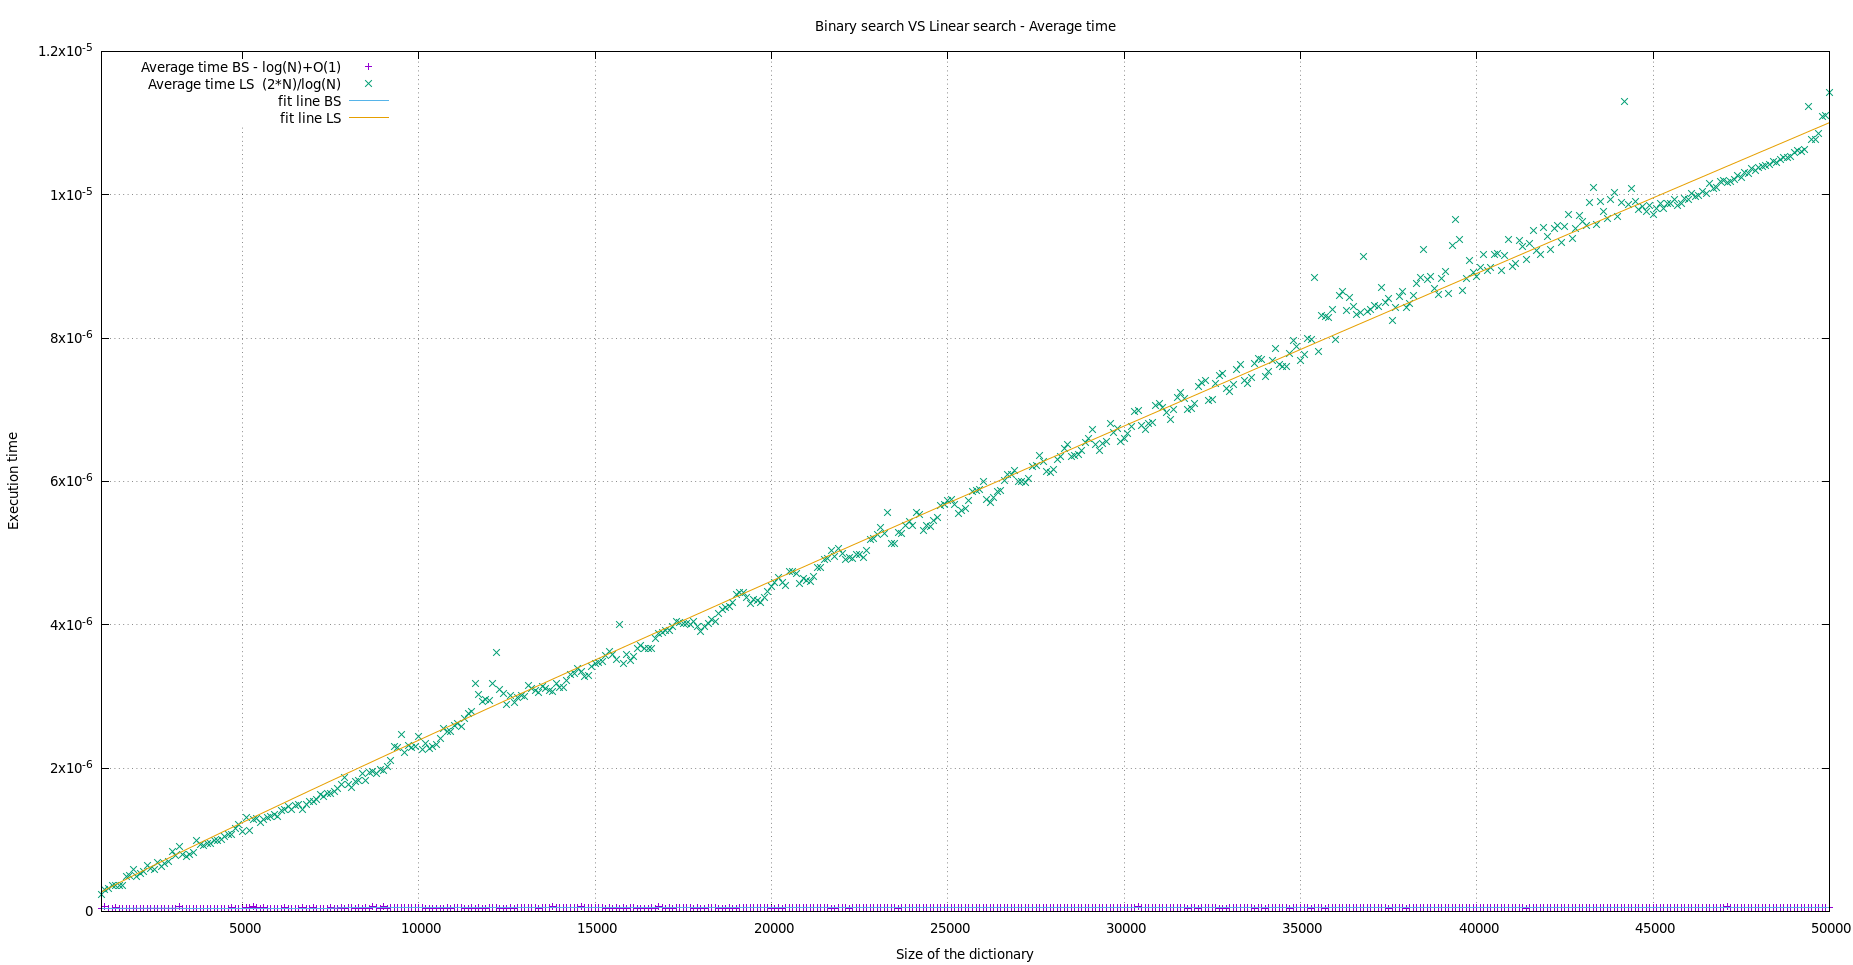 Binary search VS Linear search - Average time
1.2x10⁻⁵
1x10⁻⁵
8x10⁻⁶
6x10⁻⁶
4x10⁻⁶
2x10⁻⁶
0
Average time BS - log(N)+O(1)
Average time LS  (2*N)/log(N)
fit line BS
fit line LS
Execution time
5000 10000 15000 20000 25000 30000 35000 40000 45000 50000
Size of the dictionary